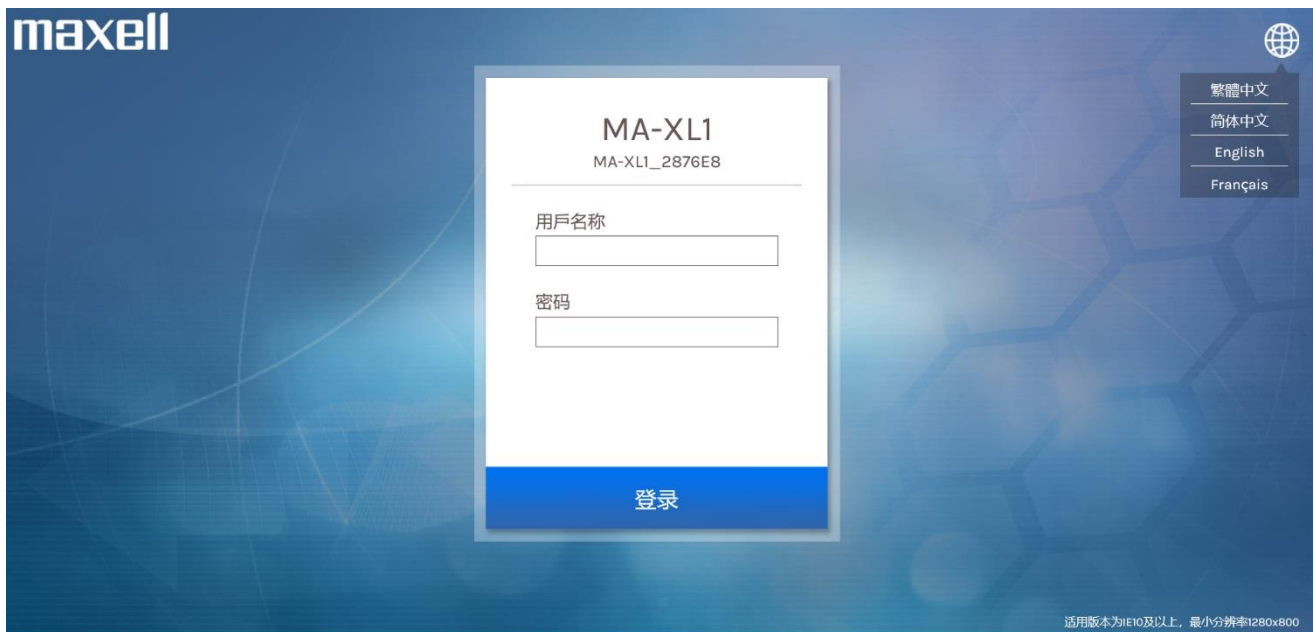 maxell
繁體中文
简体中文
English
Français
MA-XL1
MA-XL1_2876E8
用戶名称
密码
登录
适用版本为IE10及以上，最小分辨率1280x800